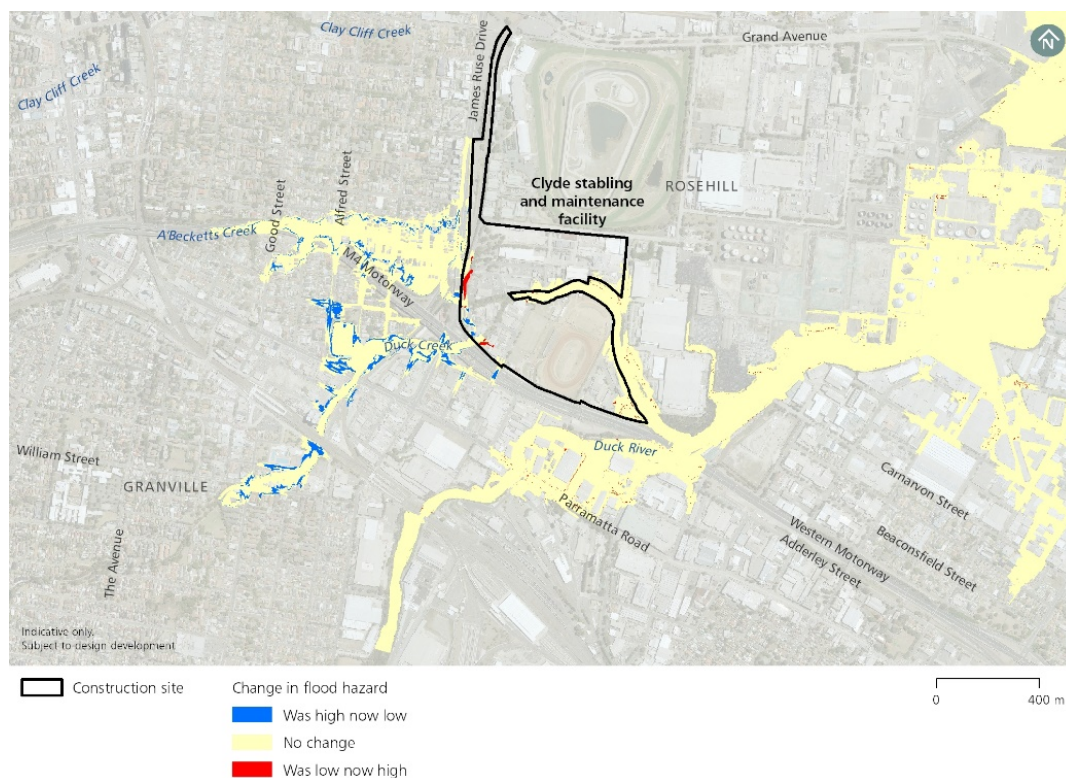 Clay Cliff Creek
Clay Cliff Creek
James Ruse Drive
Grand Avenue
N
Clyde stabling
and maintenance
facility
ROSEHILL
Good Street
Alfred Street
A'Becketts Creek
M4 Motorway
Duck Creek
Duck River
William Street
GRANVILLE
The Avenue
Parramatta Road
Carnarvon Street
Beaconsfield Street
Western Motorway
Adderley Street
Indicative only.
Subject to design development
Construction site
Change in flood hazard
Was high now low
No change
Was low now high
0 400 m